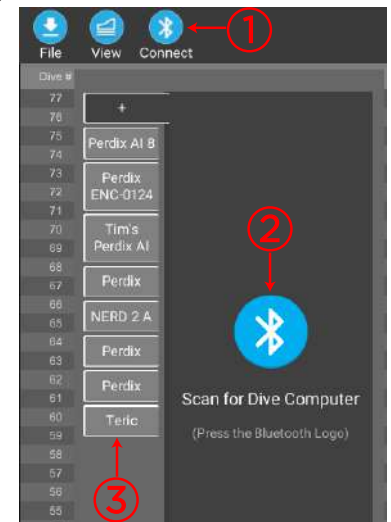 File View Connect
1
Dive #
77
76
75
74
73
72
71
70
69
68
67
66
65
64
63
62
61
60
59
58
57
56
55
+
Perdix AI 8
Perdix
ENC-0124
Tim's
Perdix AI
Perdix
NERD 2 A
Perdix
Perdix
Teric
2
Scan for Dive Computer
(Press the Bluetooth Logo)
3